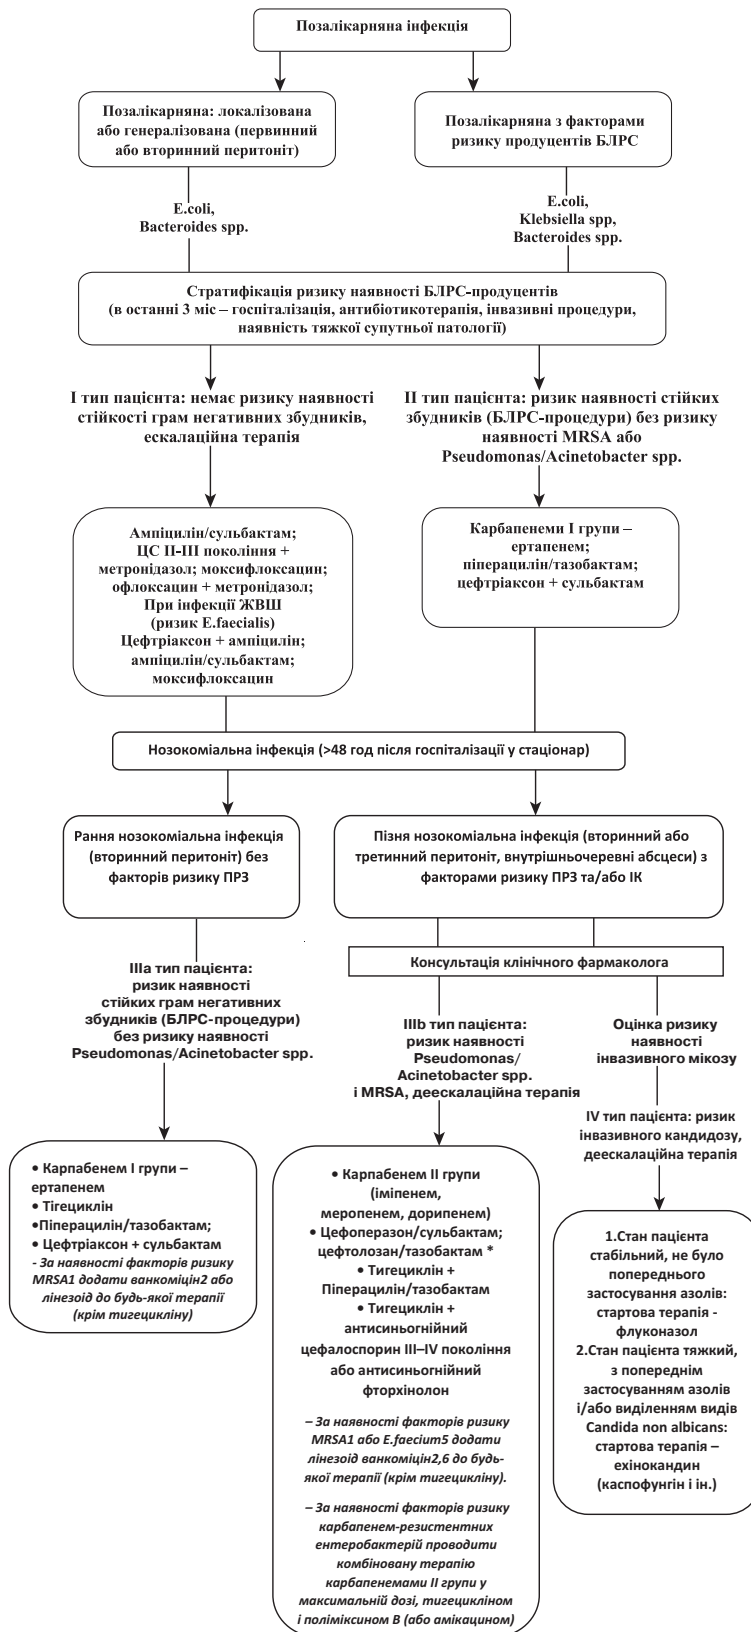 Позалікарняна інфекція
Позалікарняна: локалізована
або генералізована (первинний
або вторинний перитоніт)
Позалікарняна з факторами
ризику продуцентів БЛРС
E.coli,
Bacteroides spp.
E.coli,
Klebsiella spp,
Bacteroides spp.
Стратифікація ризику наявності БЛРС-продуцентів
(в останні 3 міс – госпіталізація, антибіотикотерапія, інвазивні процедури,
наявність тяжкої супутньої патології)
І тип пацієнта: немає ризику наявності
стійкості грам негативних збудників,
ескалаційна терапія
ІІ тип пацієнта: ризик наявності стійких
збудників (БЛРС-процедури) без ризику
наявності MRSA або
Pseudomonas/Acinetobacter spp.
Ампіцилін/сульбактам;
ЦС ІІ-ІІІ покоління +
метронідазол; моксифлоксацин;
офлоксацин + метронідазол;
При інфекції ЖВШ
(ризик E.faecialis)
Цефтріаксон + ампіцилін;
ампіцилін/сульбактам;
моксифлоксацин
Карбапенеми І групи –
ертапенем;
піперацилін/тазобактам;
цефтріаксон + сульбактам
Нозокоміальна інфекція (>48 год після госпіталізації у стаціонар)
Рання нозокоміальна інфекція
(вторинний перитоніт) без
факторів ризику ПРЗ
Пізня нозокоміальна інфекція (вторинний або
третинний перитоніт, внутрішньочеревні абсцеси) з
факторами ризику ПРЗ та/або ІК
Консультація клінічного фармаколога
ІІІа тип пацієнта:
ризик наявності
стійких грам негативних
збудників (БЛРС-процедури)
без ризику наявності
Pseudomonas/Acinetobacter spp.
ІІІb тип пацієнта:
ризик наявності
Pseudomonas/
Acinetobacter spp.
і MRSA, деескалаційна терапія
Оцінка ризику
наявності
інвазивного мікозу
ІV тип пацієнта: ризик
інвазивного кандидозу,
деескалаційна терапія
• Карпабенем І групи –
ертапенем
• Тігециклін
•Піперацилін/тазобактам;
• Цефтріаксон + сульбактам
- За наявності факторів ризику
MRSA1 додати ванкоміцін2 або
лінезоід до будь-якої терапії
(крім тигецикліну)
• Карпабенем ІІ групи
(іміпенем,
меропенем, дорипенем)
• Цефоперазон/сульбактам;
цефтолозан/тазобактам *
• Тигециклін +
Піперацилін/тазобактам
• Тигециклін +
антисиньогнійний
цефалоспорин ІІІ–ІV покоління
або антисиньогнійний
фторхінолон
– За наявності факторів ризику
MRSA1 або E.faecium5 додати
лінезоід ванкоміцін2,6 до будь-
якої терапії (крім тигецикліну).
– За наявності факторів ризику
карбапенем-резистентних
ентеробактерій проводити
комбіновану терапію
карбапенемами ІІ групи у
максимальній дозі, тигецикліном
і поліміксином В (або амікацином)
1.Стан пацієнта
стабільний, не було
попереднього
застосування азолів:
стартова терапія -
флуконазол
2.Стан пацієнта тяжкий,
з попереднім
застосуванням азолів
і/або виділенням видів
Candida non albicans:
стартова терапія –
ехінокандин
(каспофунгін і ін.)